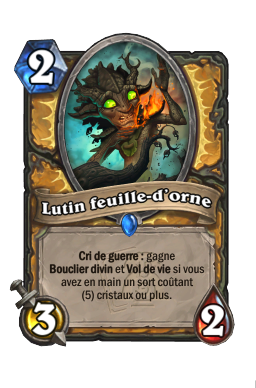 2
Lutin feuille-d'orne
Cri de guerre : gagne
Bouclier divin et Vol de vie si vous
avez en main un sort coûtant
(5) cristaux ou plus.
3
2